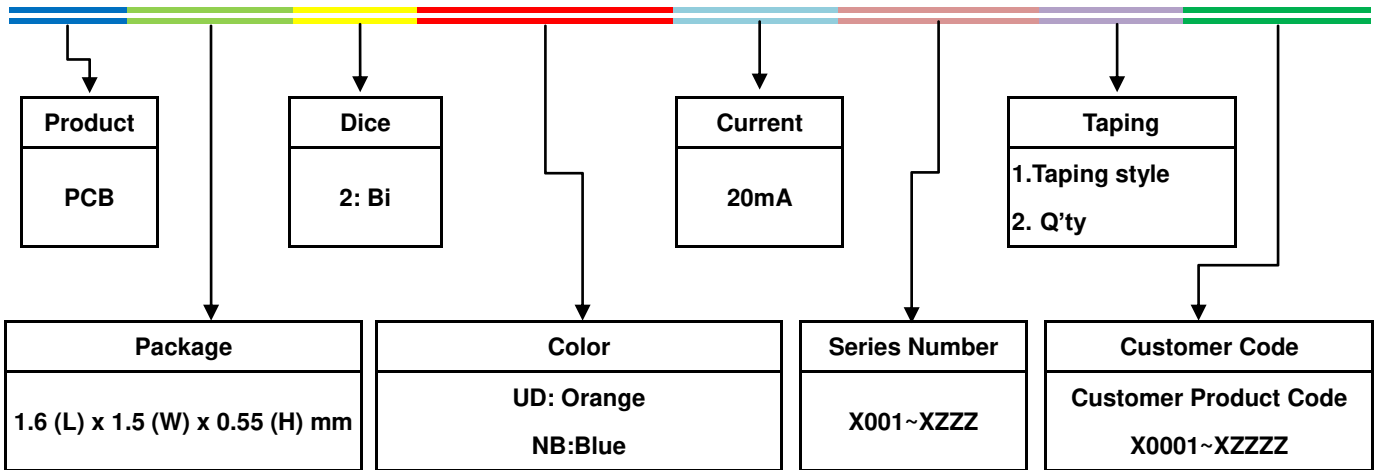 Product
PCB
Dice
2: Bi
Current
20mA
Taping
1.Taping style
2. Q’ty
Package
1.6 (L) x 1.5 (W) x 0.55 (H) mm
Color
UD: Orange
NB:Blue
Series Number
X001~XZZZ
Customer Code
Customer Product Code
X0001~XZZZZ